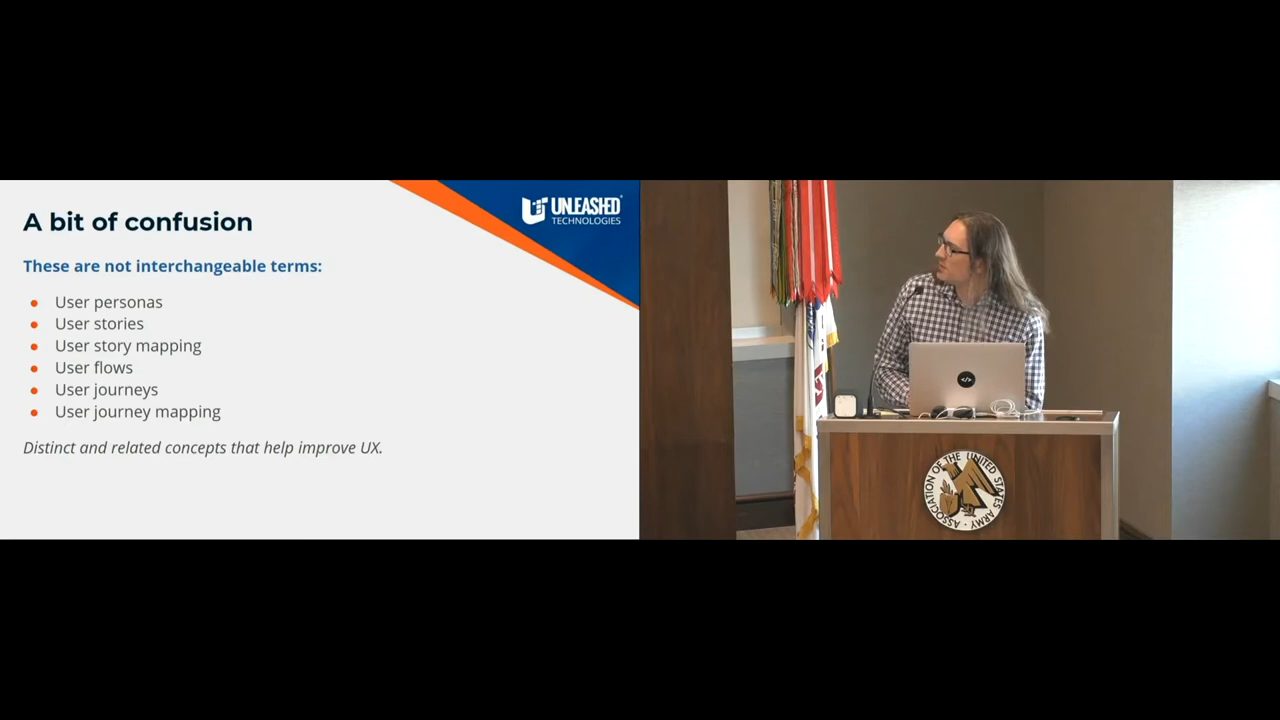 A bit of confusion
UNLEASHED
TECHNOLOGIES
These are not interchangeable terms:
User personas
User stories
User story mapping
User flows
User journeys
User journey mapping
Distinct and related concepts that help improve UX.
</>
ASSOCIATION OF THE UNITED STATES ARMY